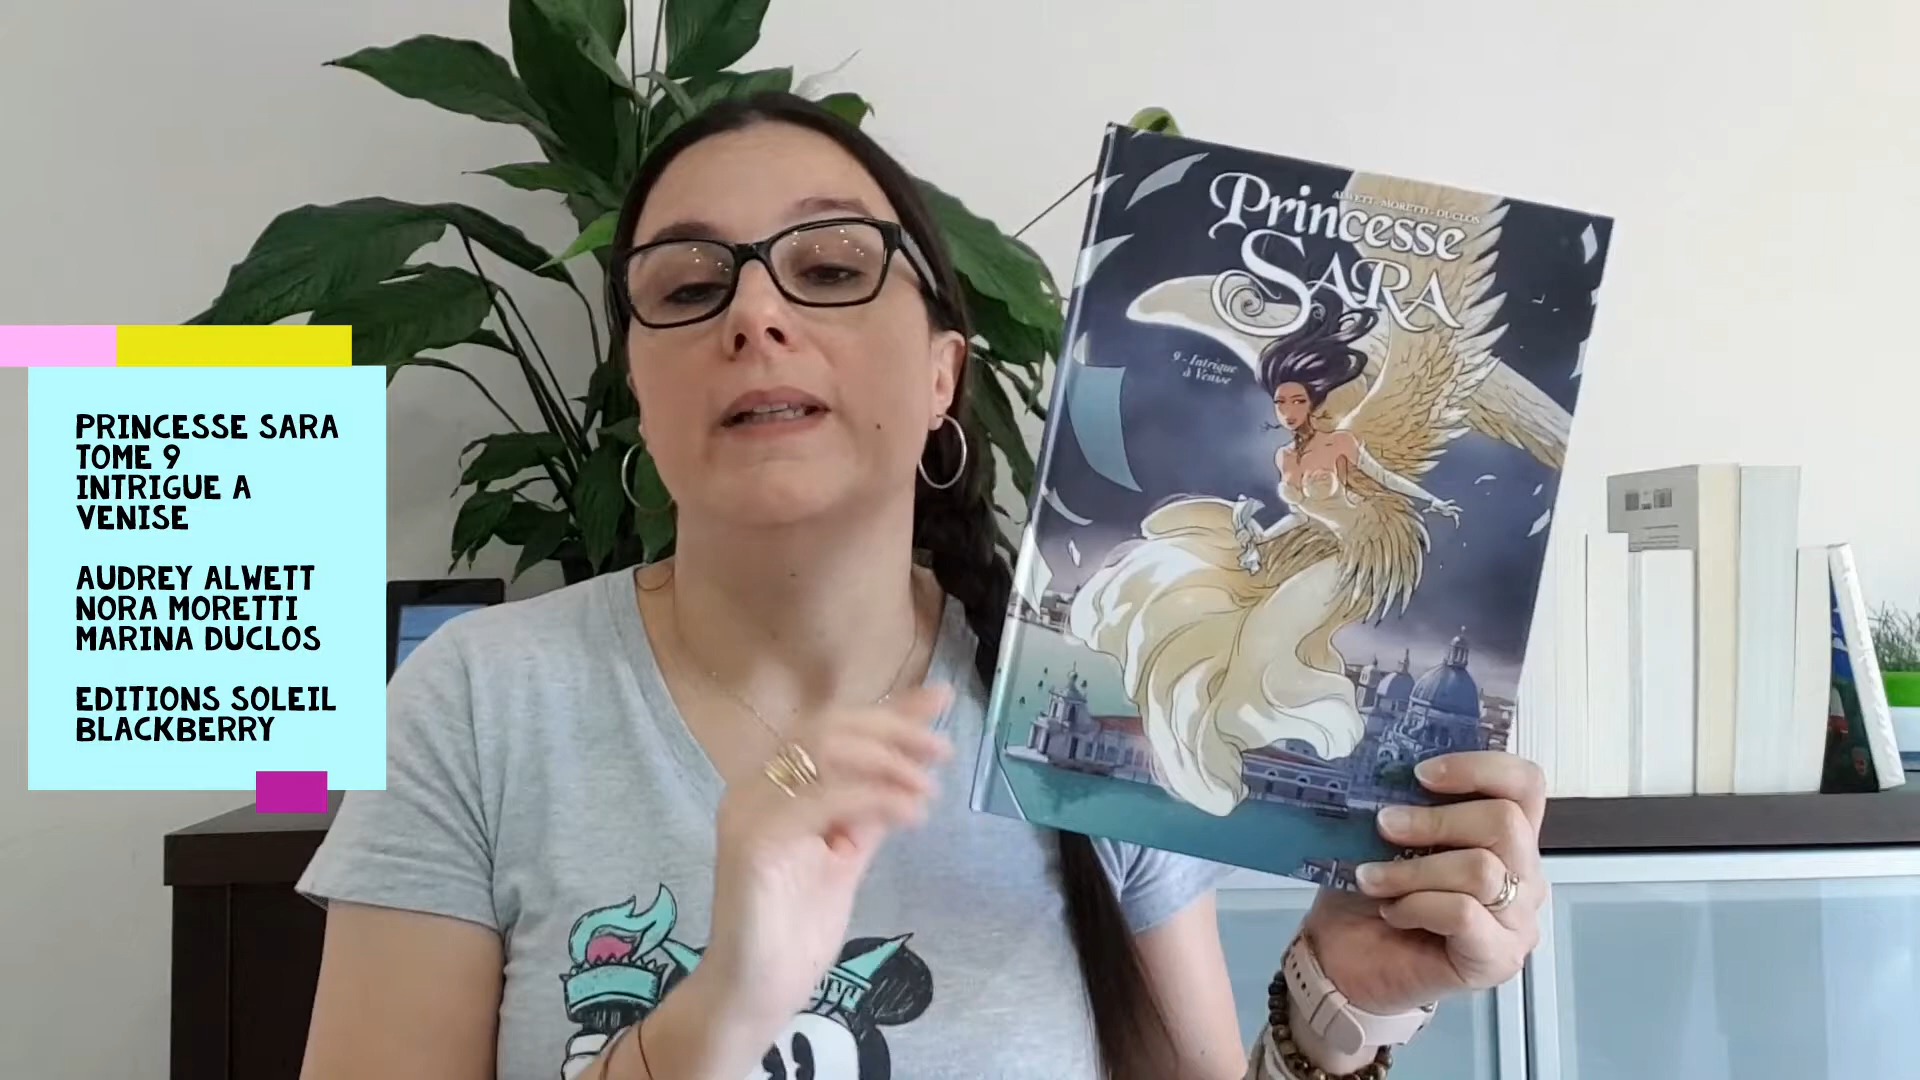 PRINCESSE SARA
TOME 9
INTRIGUE A
VENISE
AUDREY ALWETT
NORA MORETTI
MARINA DUCLOS
EDITIONS SOLEIL
BLACKBERRY
ALWETT - MORETTI - DUCLOS
Princesse
SARA
9 - Intrigue
à Venise